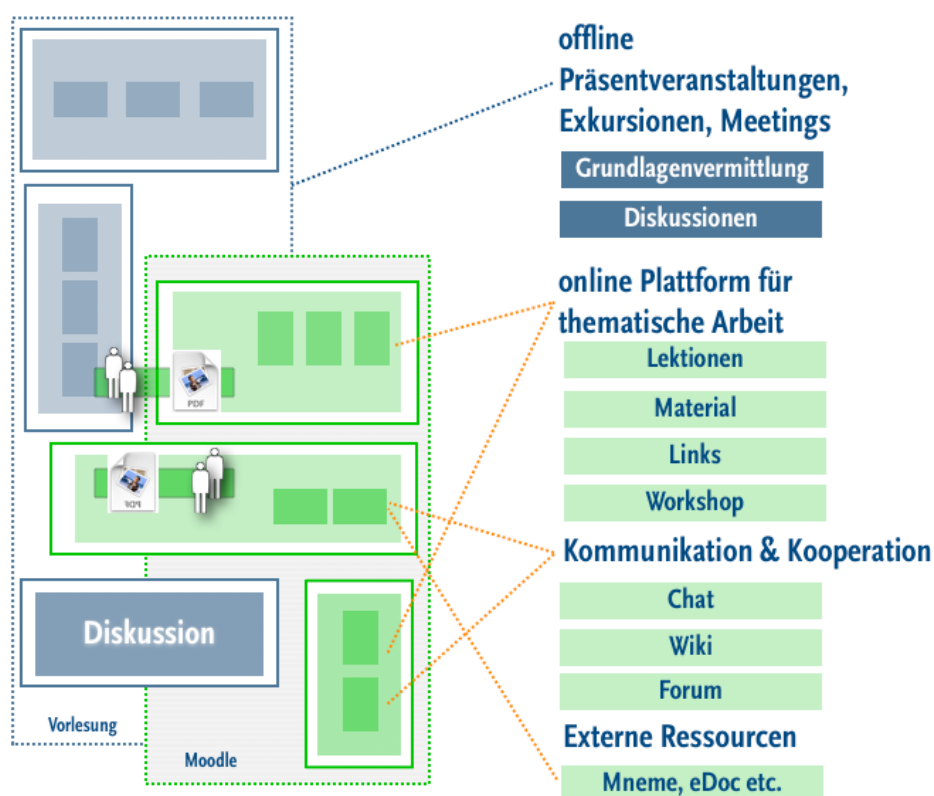 offline
Präsentveranstaltungen,
Exkursionen, Meetings
Grundlagenvermittlung
Diskussionen
online Plattform für
thematische Arbeit
Lektionen
Material
Links
Workshop
Kommunikation & Kooperation
Chat
Wiki
Forum
Externe Ressourcen
Mneme, eDoc etc.
PDF
PDF
Diskussion
Vorlesung
Moodle